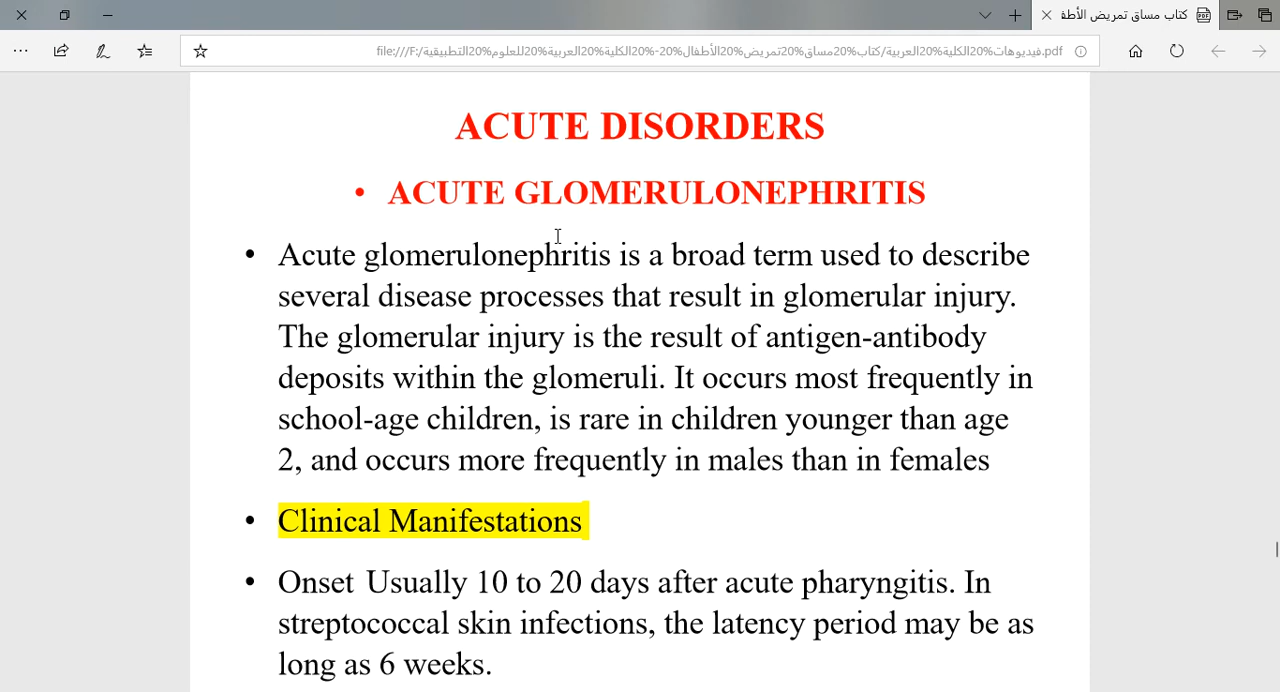 كتاب مساق تمريض الأطف
file:///F:/فيديوهات%20الكلية%20العربية/كتاب%20مساق%20تمريض%20الأطفال%20-%20الكلية%20العربية%20للعلوم%20التطبيقية.pdf
ACUTE DISORDERS
• ACUTE GLOMERULONEPHRITIS
• Acute glomerulonephritis is a broad term used to describe
several disease processes that result in glomerular injury.
The glomerular injury is the result of antigen-antibody
deposits within the glomeruli. It occurs most frequently in
school-age children, is rare in children younger than age
2, and occurs more frequently in males than in females
• Clinical Manifestations
• Onset Usually 10 to 20 days after acute pharyngitis. In
streptococcal skin infections, the latency period may be as
long as 6 weeks.